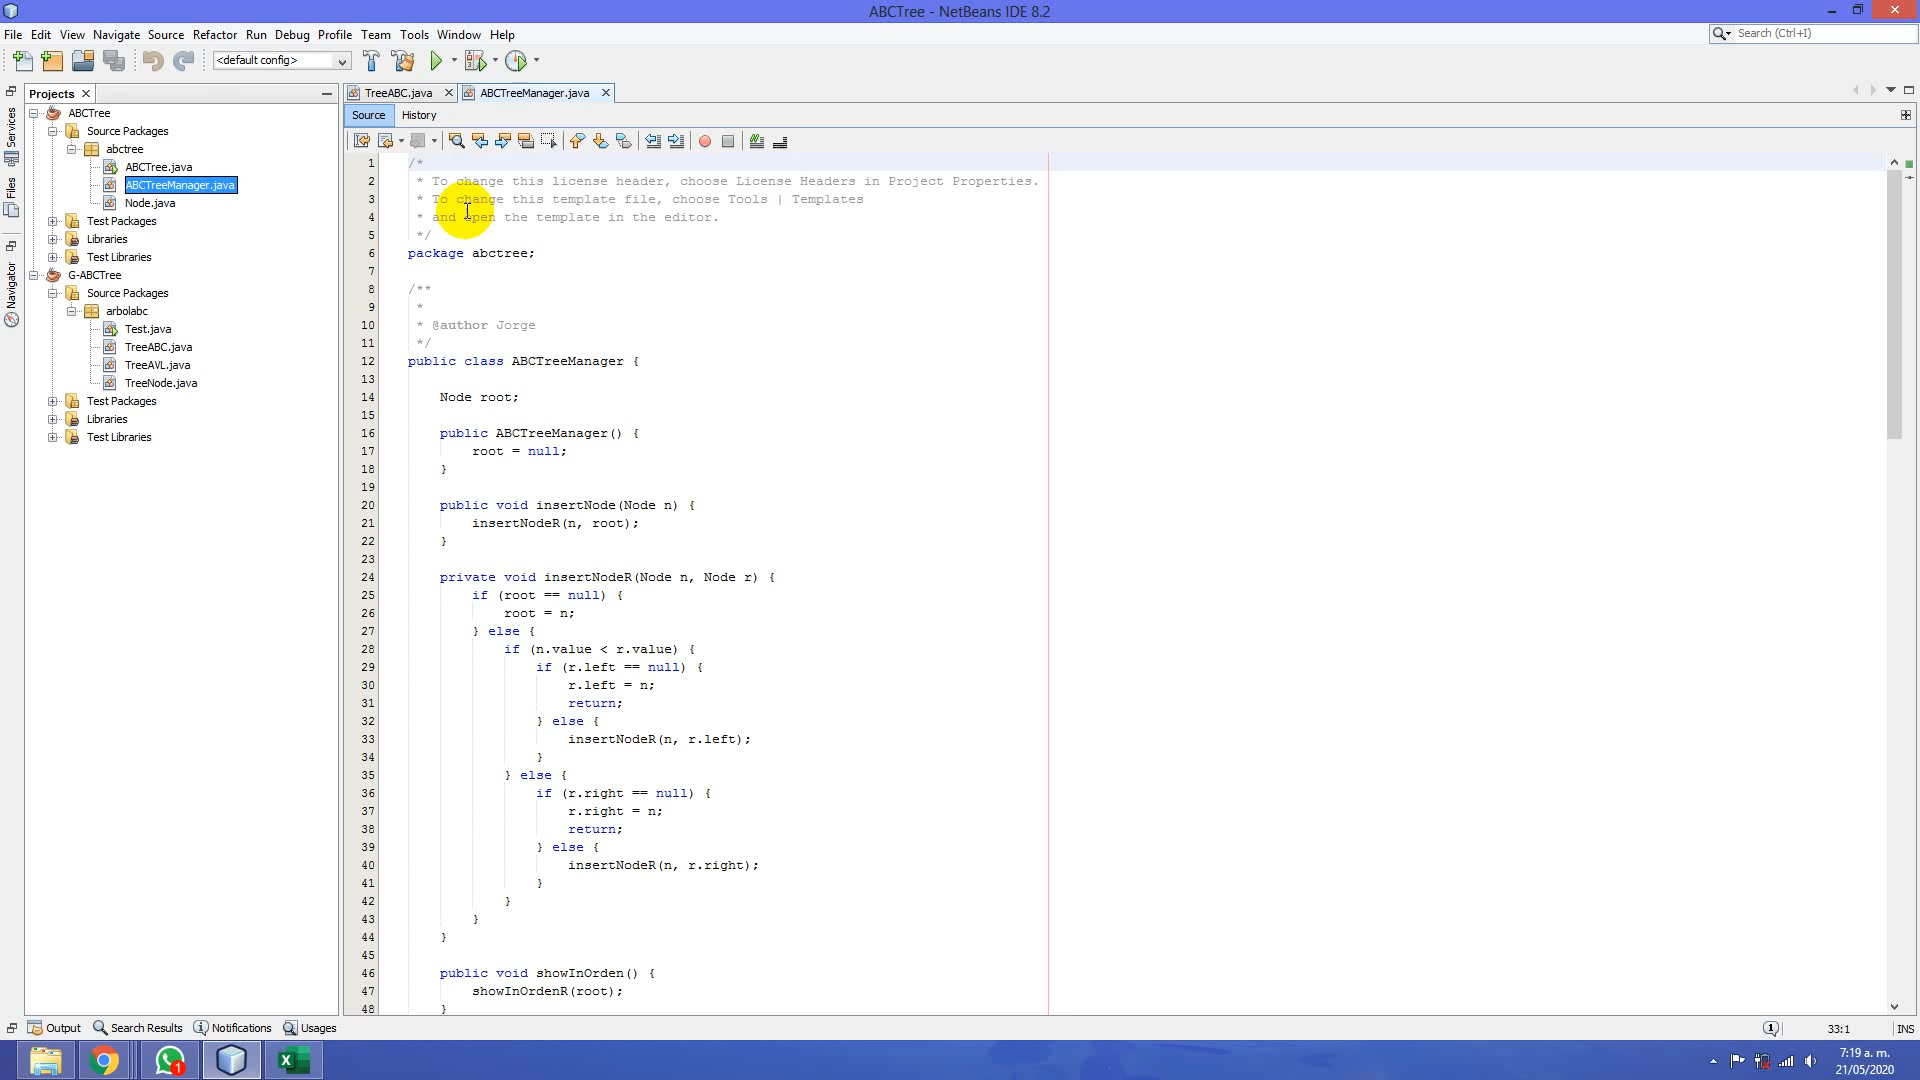 ABCTree - NetBeans IDE 8.2
File Edit View Navigate Source Refactor Run Debug Profile Team Tools Window Help
Search (Ctrl+I)
<default config>
Projects
TreeABC.java
ABCTreeManager.java
Services
Files
Navigator
ABCTree
Source Packages
abctree
ABCTree.java
ABCTreeManager.java
Node.java
Test Packages
Libraries
Test Libraries
G-ABCTree
Source Packages
arbolabc
Test.java
TreeABC.java
TreeAVL.java
TreeNode.java
Test Packages
Libraries
Test Libraries
Source History
1 /*
2 * To change this license header, choose License Headers in Project Properties.
3 * To change this template file, choose Tools | Templates
4 * and open the template in the editor.
5 */
6 package abctree;
7
8 /**
9 *
10 * @author Jorge
11 */
12 public class ABCTreeManager {
13
14 Node root;
15
16 public ABCTreeManager() {
17 root = null;
18 }
19
20 public void insertNode(Node n) {
21 insertNodeR(n, root);
22 }
23
24 private void insertNodeR(Node n, Node r) {
25 if (root == null) {
26 root = n;
27 } else {
28 if (n.value < r.value) {
29 if (r.left == null) {
30 r.left = n;
31 return;
32 } else {
33 insertNodeR(n, r.left);
34 }
35 } else {
36 if (r.right == null) {
37 r.right = n;
38 return;
39 } else {
40 insertNodeR(n, r.right);
41 }
42 }
43 }
44 }
45
46 public void showInOrden() {
47 showInOrdenR(root);
48 }
Output Search Results Notifications Usages
1
33:1
INS
1
7:19 a. m.
21/05/2020